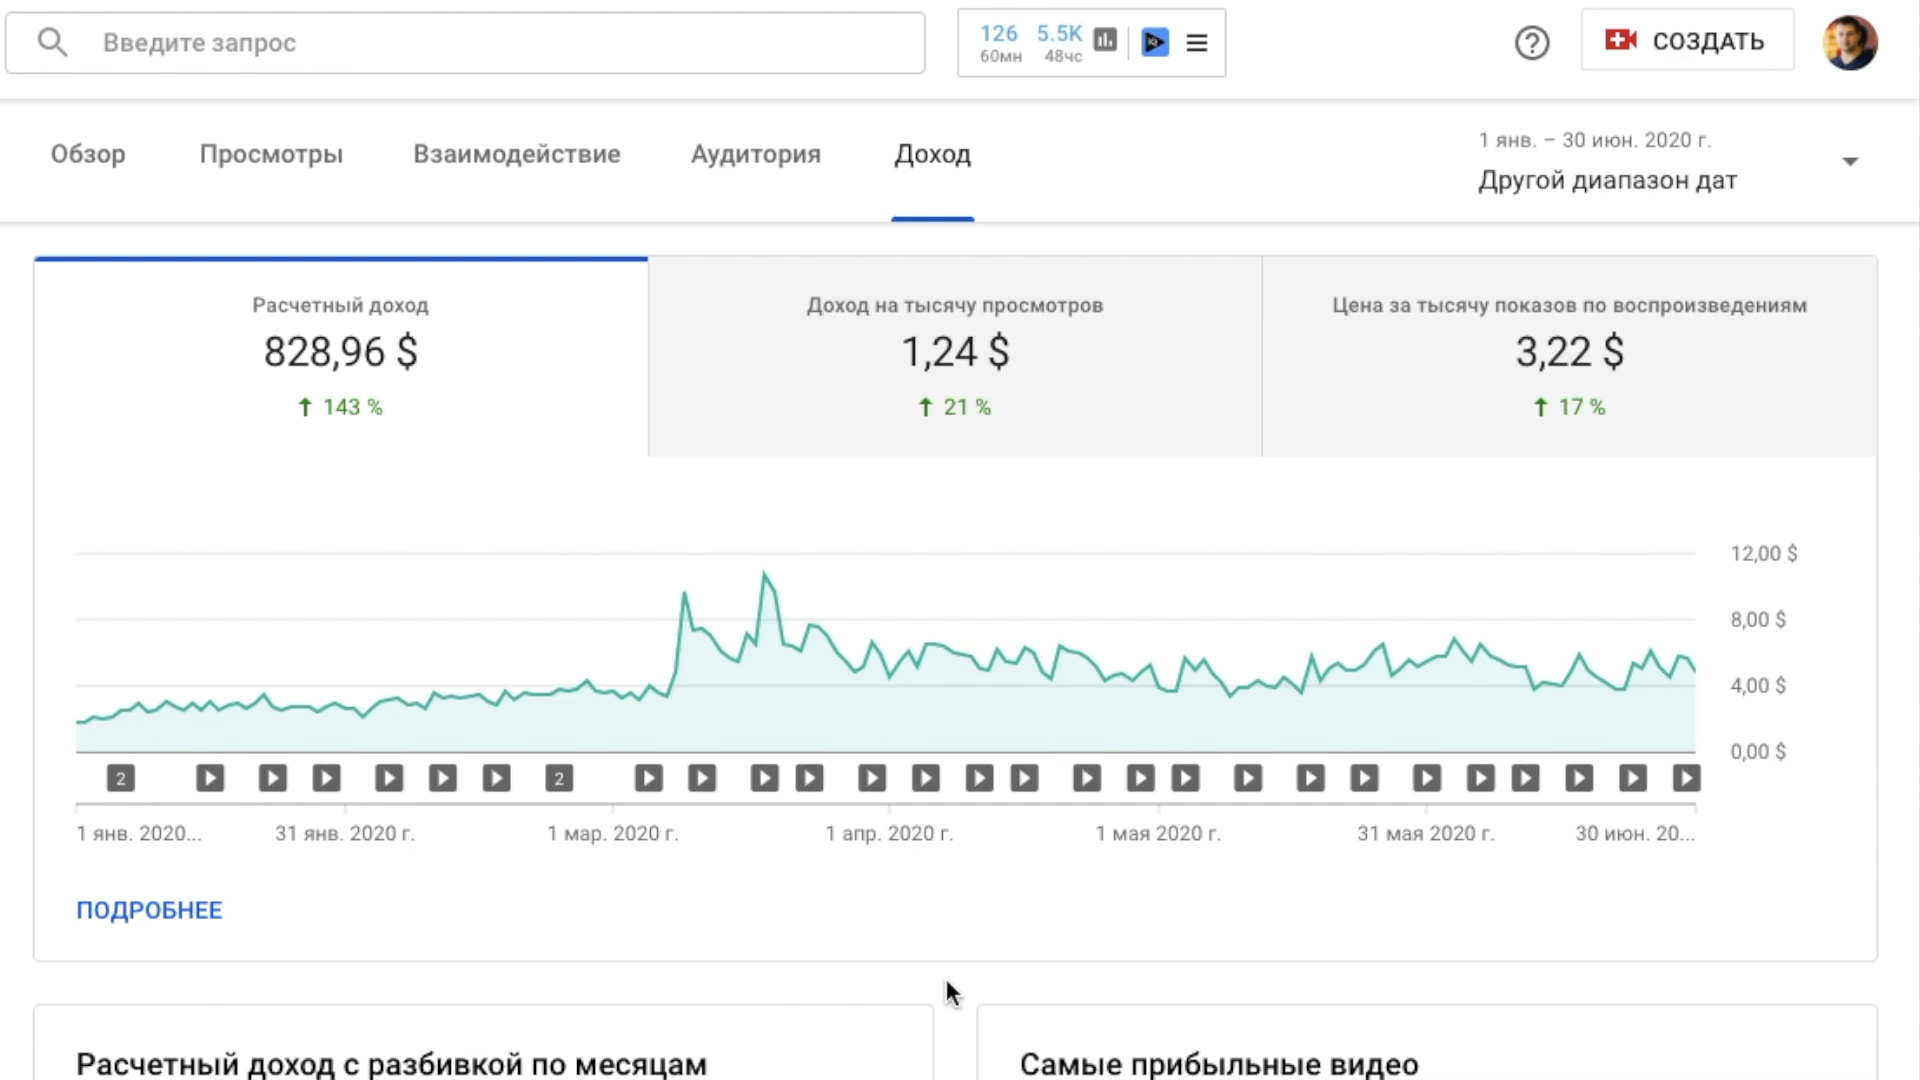 Введите запрос
126 5.5K
60мн 48чс
СОЗДАТЬ
Обзор Просмотры Взаимодействие Аудитория Доход
1 янв. – 30 июн. 2020 г.
Другой диапазон дат
Расчетный доход
828,96 $
143 %
Доход на тысячу просмотров
1,24 $
21 %
Цена за тысячу показов по воспроизведениям
3,22 $
17 %
12,00 $
8,00 $
4,00 $
0,00 $
2 2
1 янв. 2020... 31 янв. 2020 г. 1 мар. 2020 г. 1 апр. 2020 г. 1 мая 2020 г. 31 мая 2020 г. 30 июн. 20...
ПОДРОБНЕЕ
Расчетный доход с разбивкой по месяцам
Самые прибыльные видео